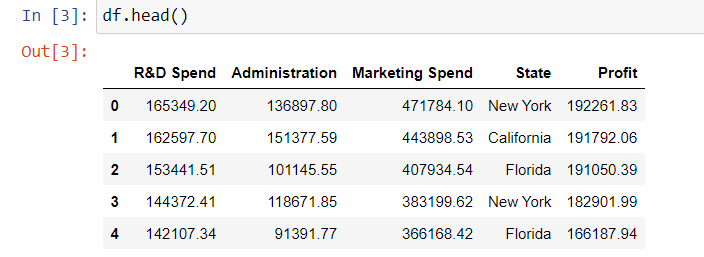 In [3]: df.head()
Out[3]:
R&D Spend Administration Marketing Spend State Profit
0 165349.20 136897.80 471784.10 New York 192261.83
1 162597.70 151377.59 443898.53 California 191792.06
2 153441.51 101145.55 407934.54 Florida 191050.39
3 144372.41 118671.85 383199.62 New York 182901.99
4 142107.34 91391.77 366168.42 Florida 166187.94